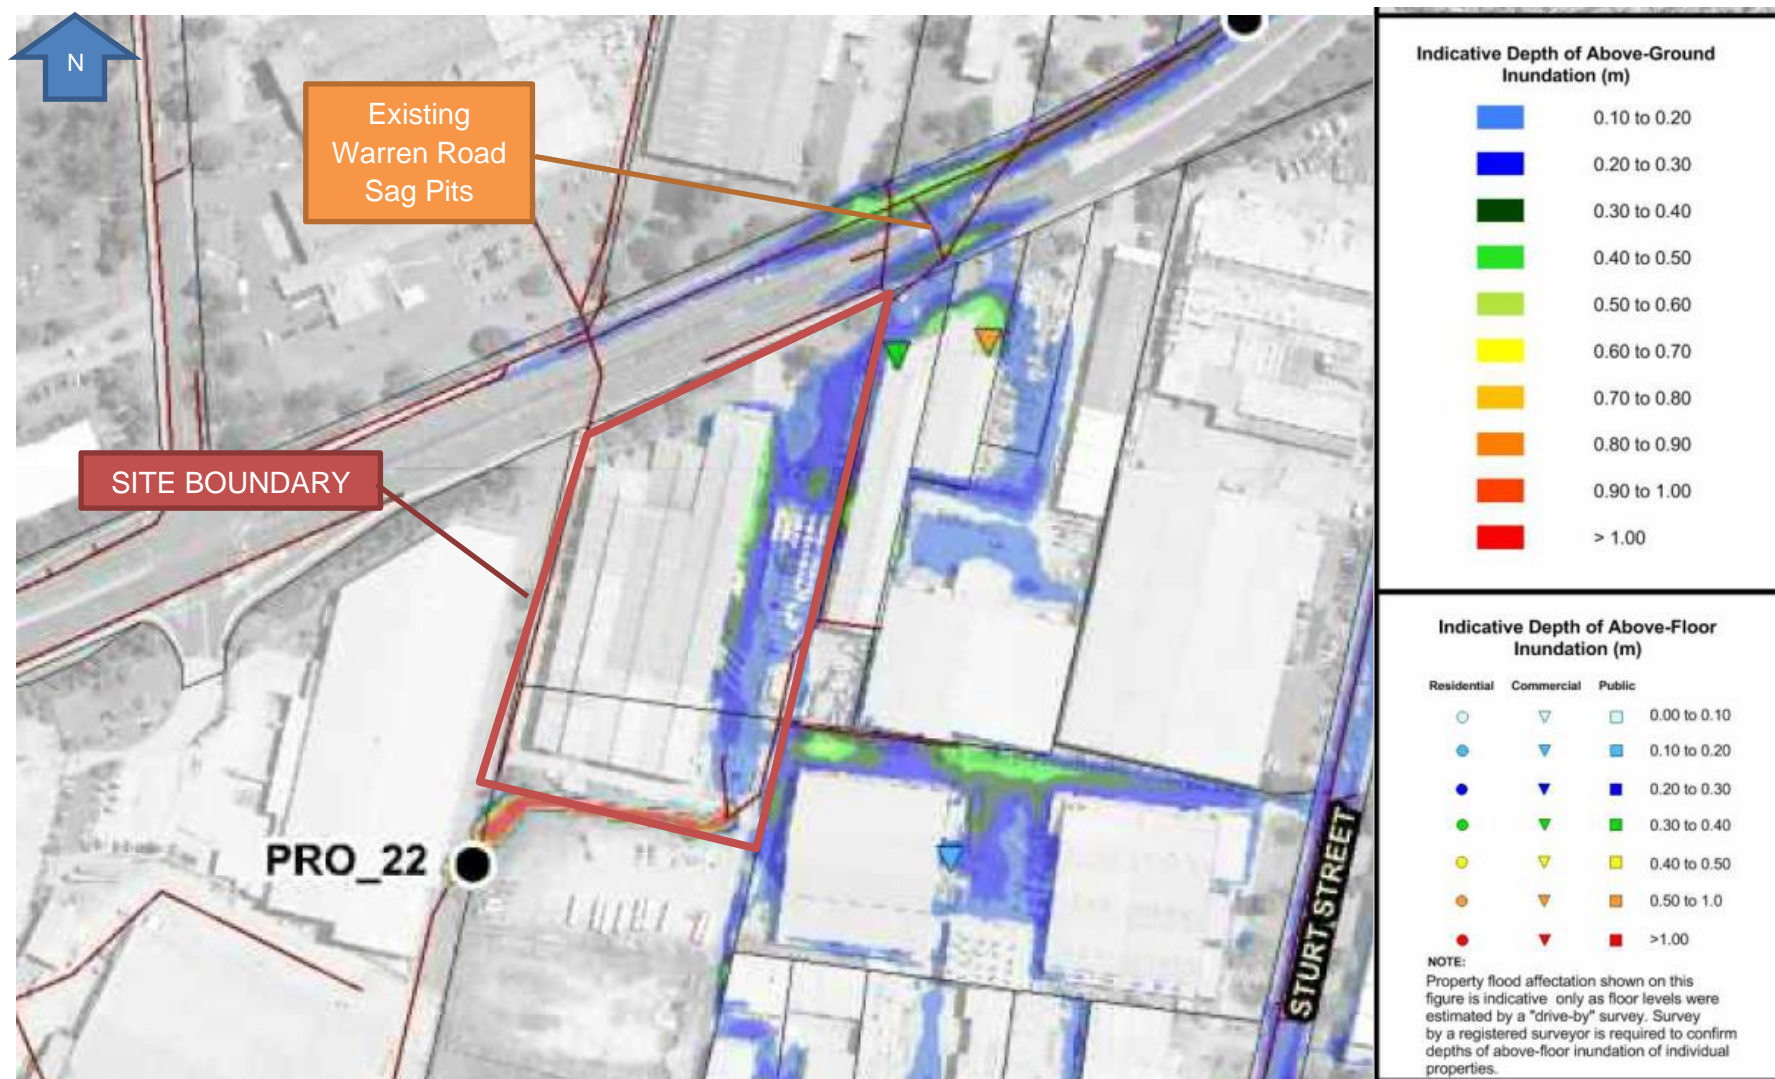 N
Existing
Warren Road
Sag Pits
SITE BOUNDARY
PRO_22
STURT STREET
Indicative Depth of Above-Ground
Inundation (m)
0.10 to 0.20
0.20 to 0.30
0.30 to 0.40
0.40 to 0.50
0.50 to 0.60
0.60 to 0.70
0.70 to 0.80
0.80 to 0.90
0.90 to 1.00
> 1.00
Indicative Depth of Above-Floor
Inundation (m)
Residential Commercial Public
0.00 to 0.10
0.10 to 0.20
0.20 to 0.30
0.30 to 0.40
0.40 to 0.50
0.50 to 1.0
>1.00
NOTE:
Property flood affectation shown on this
figure is indicative only as floor levels were
estimated by a "drive-by" survey. Survey
by a registered surveyor is required to confirm
depths of above-floor inundation of individual
properties.